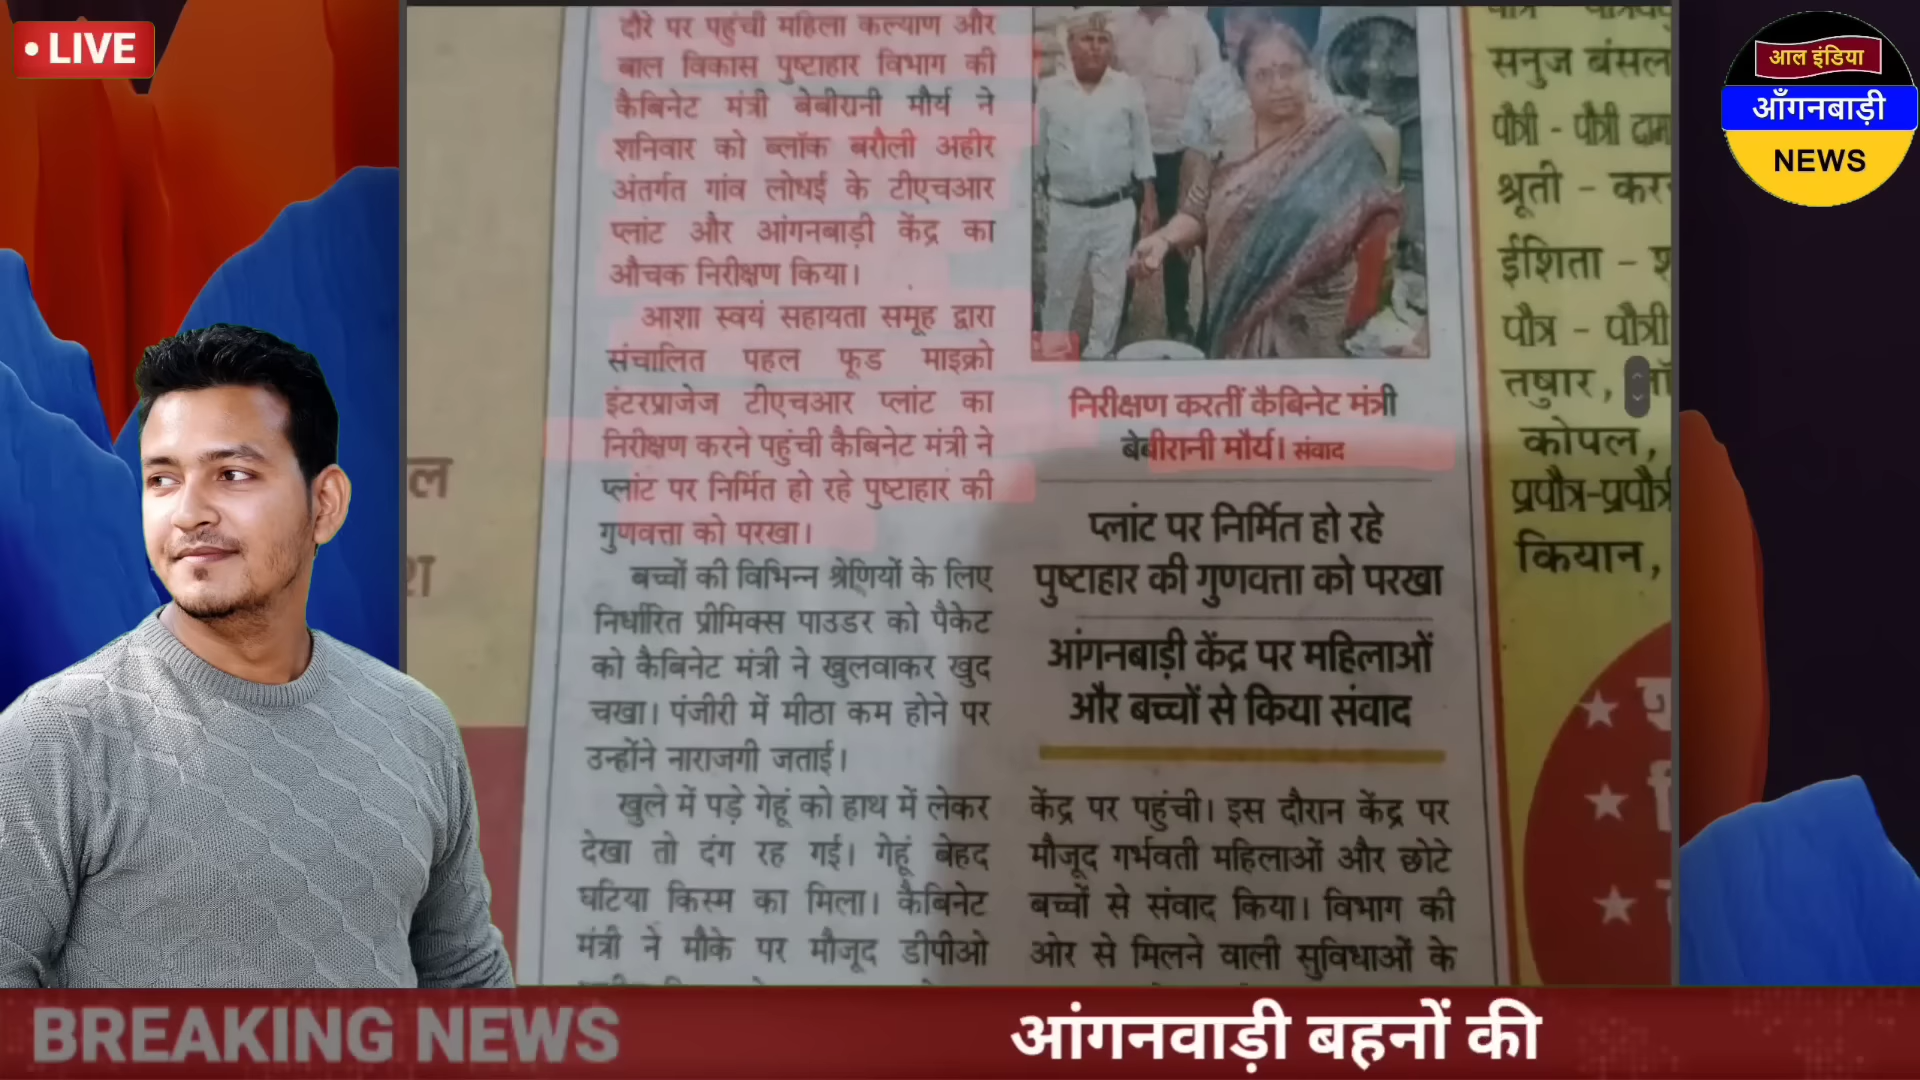 LIVE
आल इंडिया
आँगनबाड़ी
NEWS
दौरे पर पहुंची महिला कल्याण और
बाल विकास पुष्टाहार विभाग की
कैबिनेट मंत्री बेबीरानी मौर्य ने
शनिवार को ब्लॉक बरौली अहीर
अंतर्गत गांव लोधई के टीएचआर
प्लांट और आंगनबाड़ी केंद्र का
औचक निरीक्षण किया।
आशा स्वयं सहायता समूह द्वारा
संचालित पहल फूड माइक्रो
इंटरप्राजेज टीएचआर प्लांट का
निरीक्षण करने पहुंची कैबिनेट मंत्री ने
प्लांट पर निर्मित हो रहे पुष्टाहार की
गुणवत्ता को परखा।
बच्चों की विभिन्न श्रेणियों के लिए
निर्धारित प्रीमिक्स पाउडर को पैकेट
को कैबिनेट मंत्री ने खुलवाकर खुद
चखा। पंजीरी में मीठा कम होने पर
उन्होंने नाराजगी जताई।
खुले में पड़े गेहूं को हाथ में लेकर
देखा तो दंग रह गई। गेहूं बेहद
घटिया किस्म का मिला। कैबिनेट
मंत्री ने मौके पर मौजूद डीपीओ
निरीक्षण करतीं कैबिनेट मंत्री
बेबीरानी मौर्य। संवाद
प्लांट पर निर्मित हो रहे
पुष्टाहार की गुणवत्ता को परखा
आंगनबाड़ी केंद्र पर महिलाओं
और बच्चों से किया संवाद
केंद्र पर पहुंची। इस दौरान केंद्र पर
मौजूद गर्भवती महिलाओं और छोटे
बच्चों से संवाद किया। विभाग की
ओर से मिलने वाली सुविधाओं के
सनुज बंसल
पौत्री - पौत्री
श्रूती -
ईशिता -
पौत्र - पौत्री
तषुार,
कोपल,
प्रपौत्र-प्रपौत्र
कियान,
BREAKING NEWS
आंगनवाड़ी बहनों की